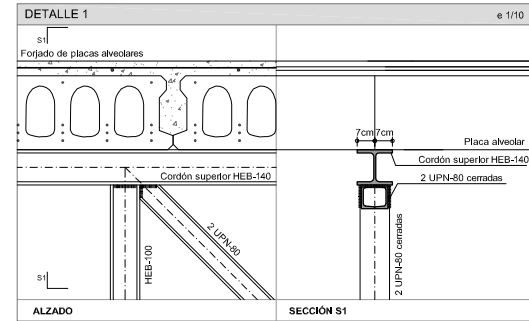 DETALLE 1
e 1/10
S1
Forjado de placas alveolares
7cm 7cm
Placa alveolar
Cordón superior HEB-140
Cordón superior HEB-140
2 UPN-80 cerradas
2 UPN-80
HEB-100
2 UPN-80 cerradas
S1
ALZADO
SECCIÓN S1